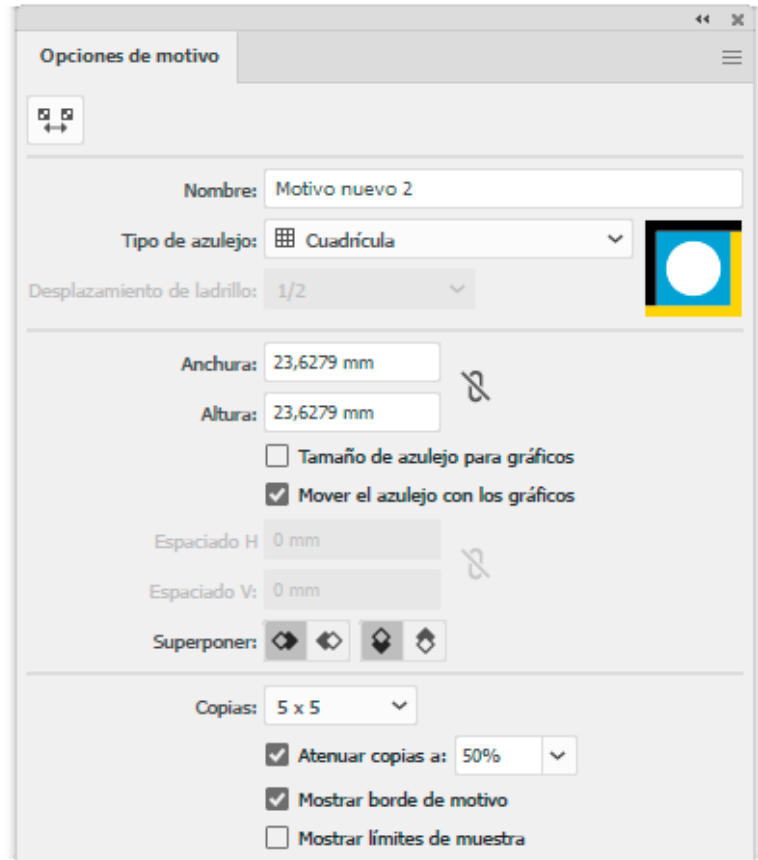 Opciones de motivo
Nombre: Motivo nuevo 2
Tipo de azulejo: Cuadrícula
Desplazamiento de ladrillo: 1/2
Anchura: 23,6279 mm
Altura: 23,6279 mm
Tamaño de azulejo para gráficos
Mover el azulejo con los gráficos
Espaciado H 0 mm
Espaciado V: 0 mm
Superponer:
Copias: 5 x 5
Atenuar copias a: 50%
Mostrar borde de motivo
Mostrar límites de muestra